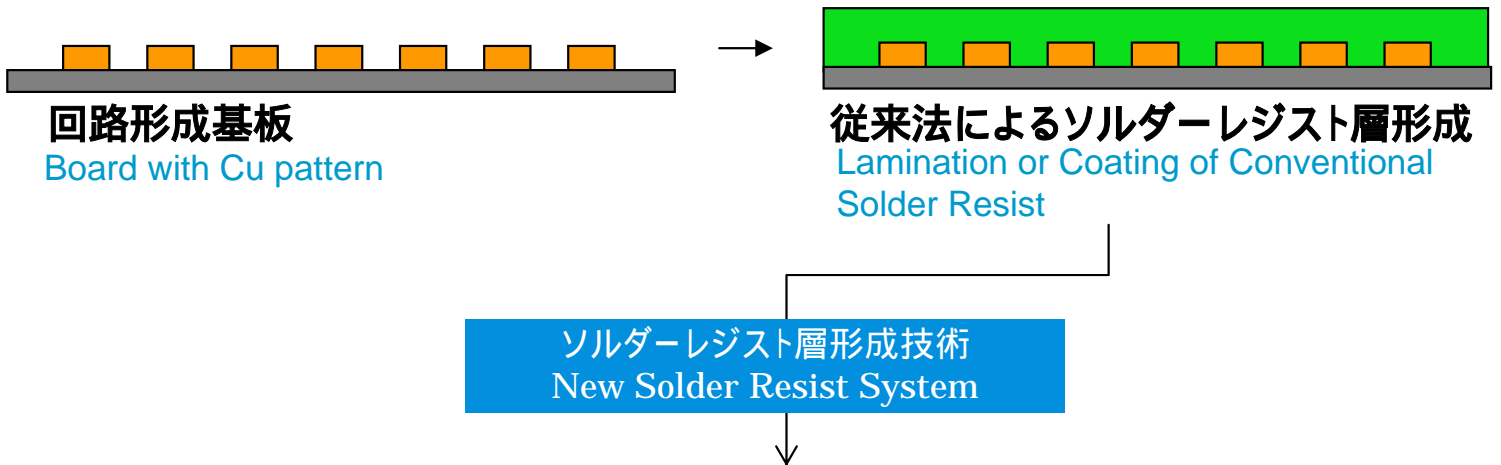 回路形成基板
Board with Cu pattern
従来法によるソルダーレジスト層形成
Lamination or Coating of Conventional
Solder Resist
ソルダーレジスト層形成技術
New Solder Resist System